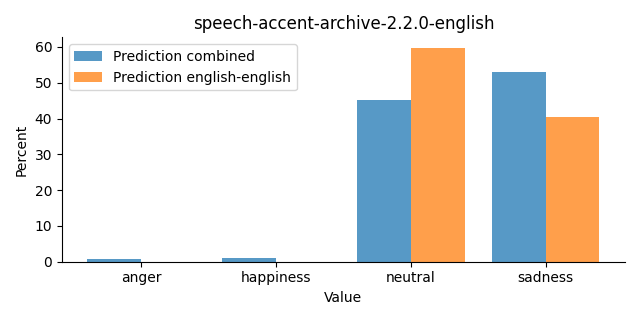 speech-accent-archive-2.2.0-english
Prediction combined
Prediction english-english
Percent
60
50
40
30
20
10
0
anger happiness neutral sadness
Value